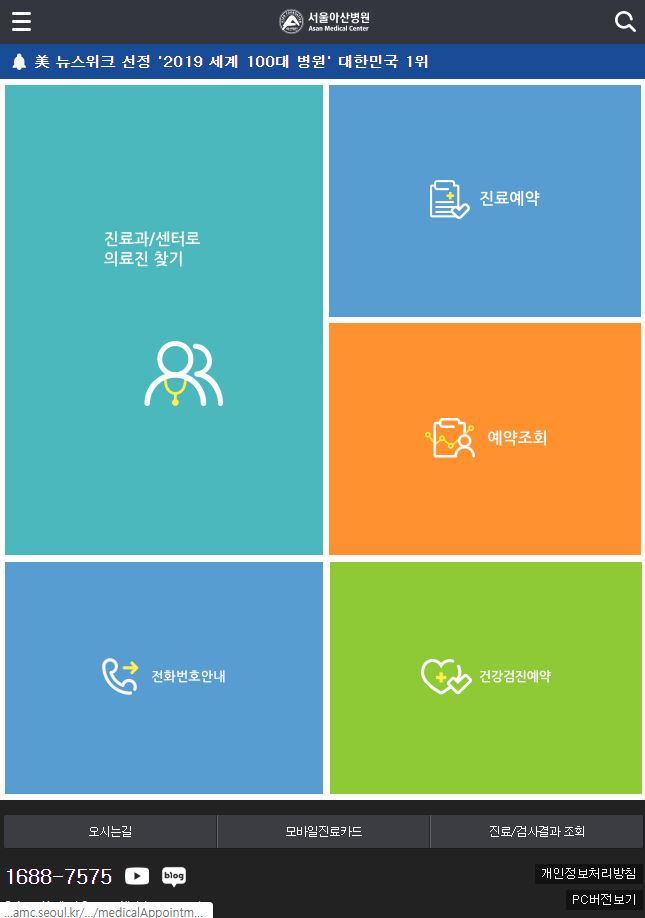 서울아산병원
Asan Medical Center
美 뉴스위크 선정 '2019 세계 100대 병원' 대한민국 1위
진료과/센터로
의료진 찾기
진료예약
예약조회
전화번호안내
건강검진예약
오시는길
모바일진료카드
진료/검사결과 조회
1688-7575
blog
개인정보처리방침
PC버전보기
...amc.seoul.kr/.../medicalAppointm...